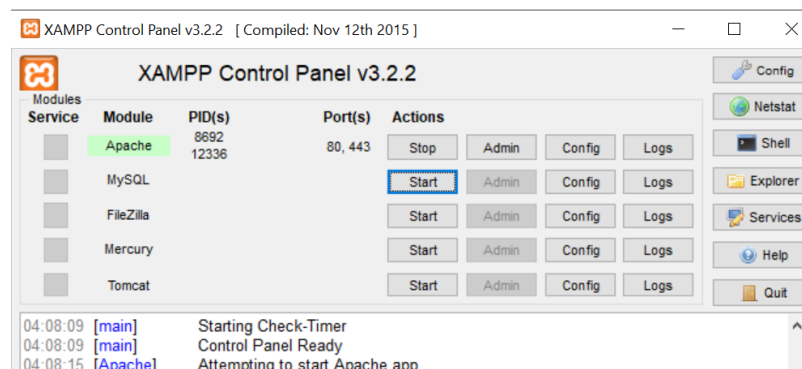 XAMPP Control Panel v3.2.2 [ Compiled: Nov 12th 2015 ]
XAMPP Control Panel v3.2.2
Config
Modules
Service Module PID(s) Port(s) Actions
Netstat
Apache 8692 12336 80, 443 Stop Admin Config Logs
Shell
MySQL Start Admin Config Logs
Explorer
FileZilla Start Admin Config Logs
Services
Mercury Start Admin Config Logs
Help
Tomcat Start Admin Config Logs
Quit
04:08:09 [main] Starting Check-Timer
04:08:09 [main] Control Panel Ready
04:08:15 [Apache] Attempting to start Apache app...